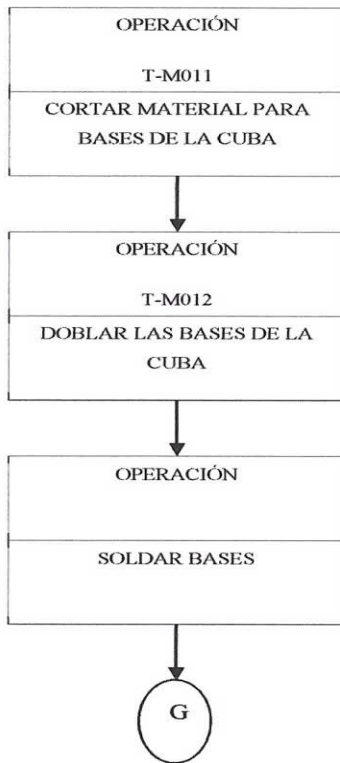 OPERACIÓN
T-M011
CORTAR MATERIAL PARA
BASES DE LA CUBA
OPERACIÓN
T-M012
DOBLAR LAS BASES DE LA
CUBA
OPERACIÓN
SOLDAR BASES
G